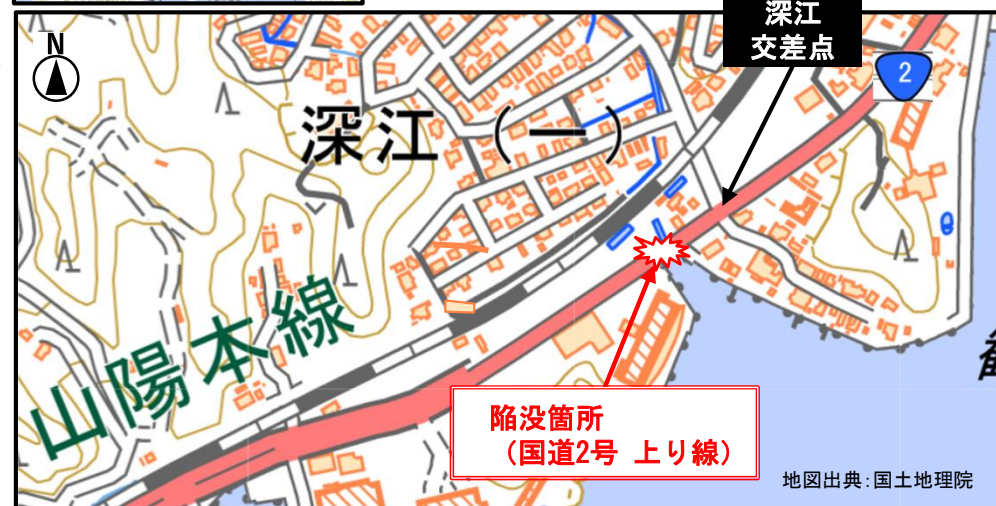 深江
交差点
N
2
深江（一）
山陽本線
陥没箇所
（国道2号 上り線）
地図出典：国土地理院